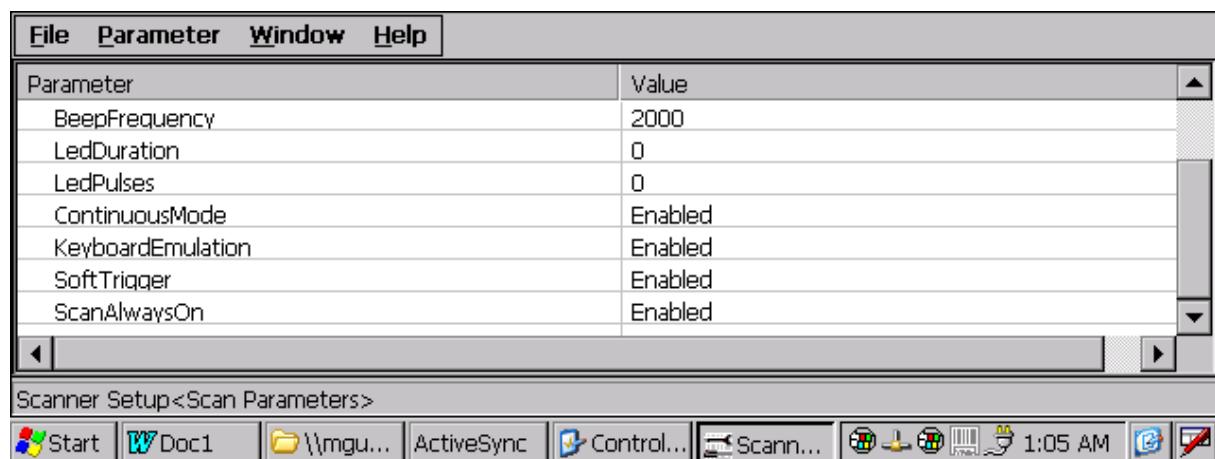 File Parameter Window Help
Parameter Value
BeepFrequency 2000
LedDuration 0
LedPulses 0
ContinuousMode Enabled
KeyboardEmulation Enabled
SoftTrigger Enabled
ScanAlwaysOn Enabled
Scanner Setup<Scan Parameters>
Start Doc1 \\mgu... ActiveSync Control... Scann... 1:05 AM